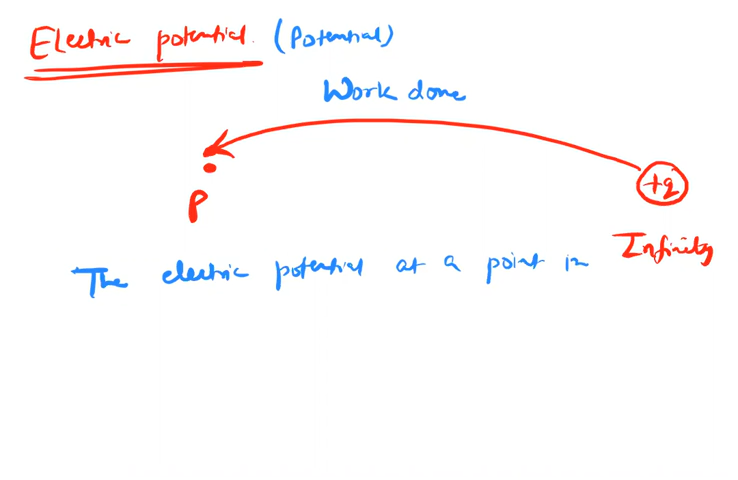 Electric potential. (Potential)
Work done
P
+q
Infinity
The electric potential at a point in